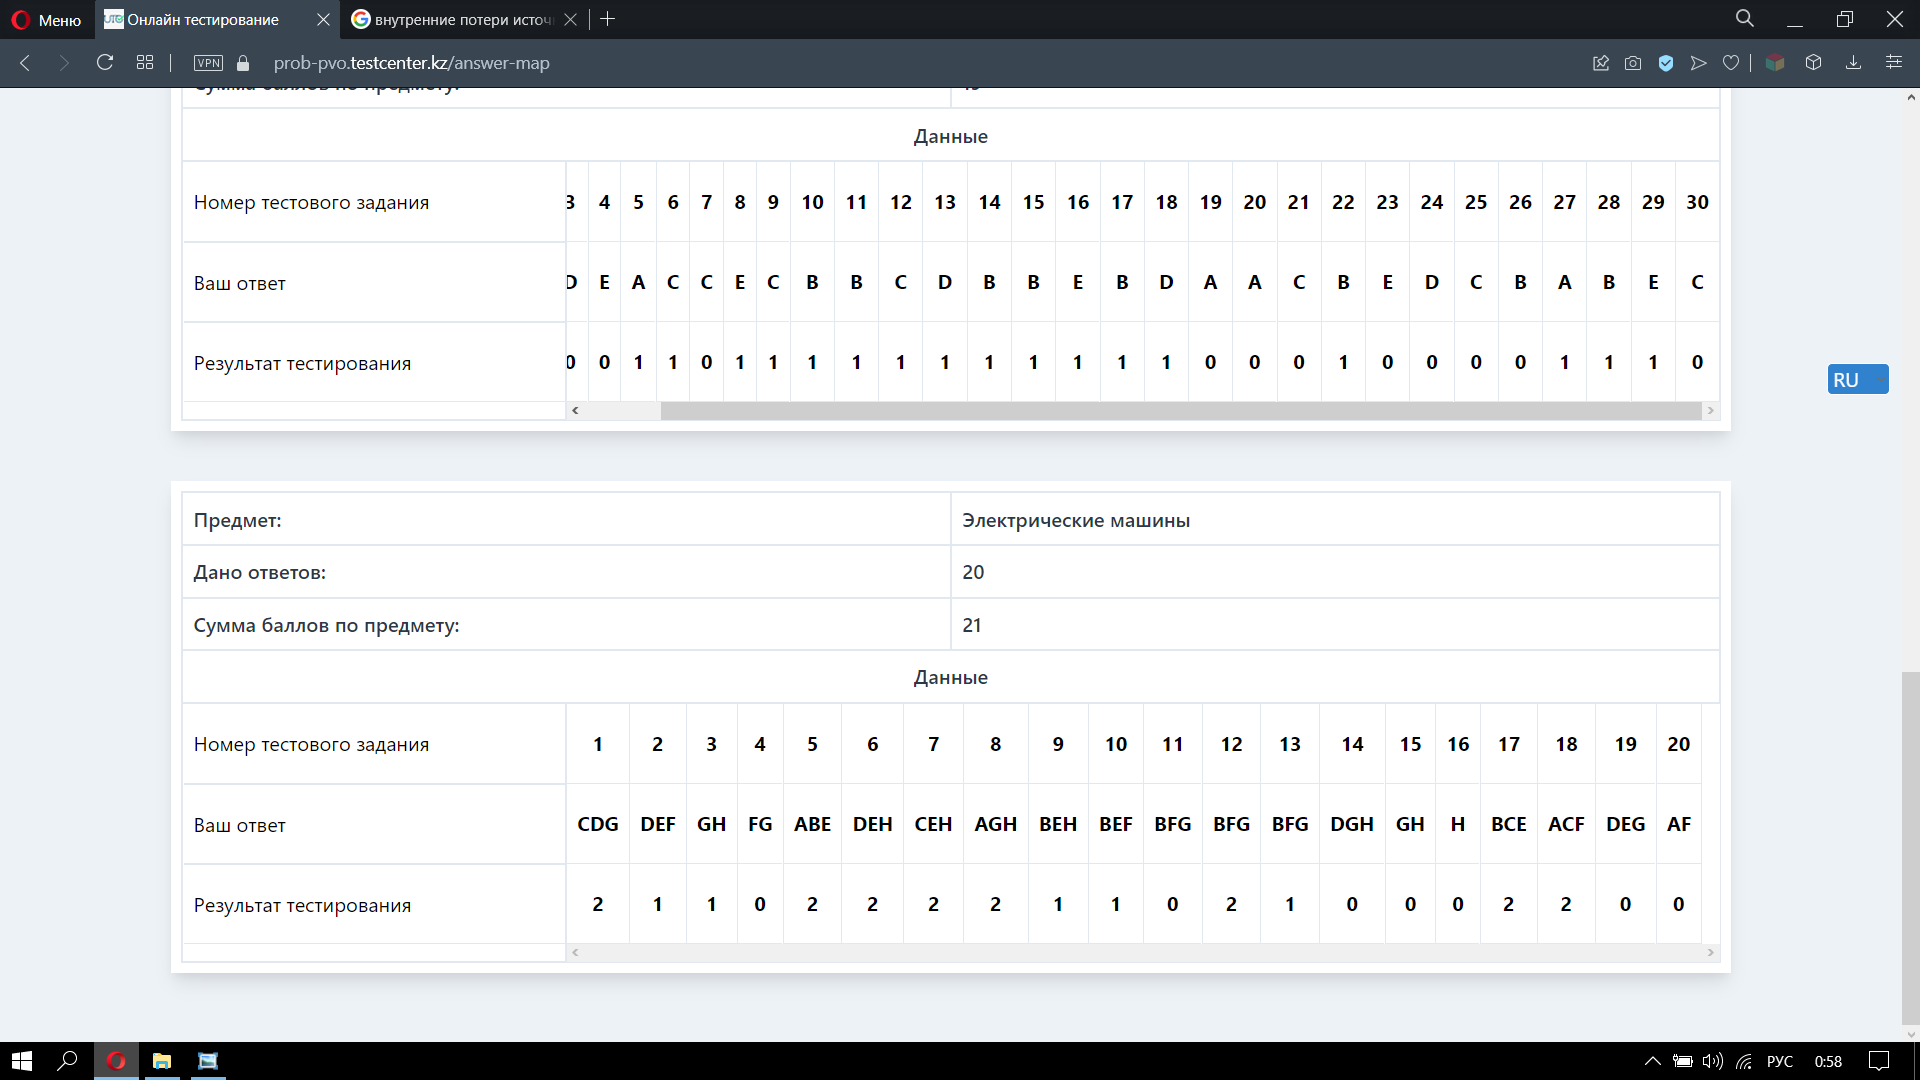 Меню
Онлайн тестирование
внутренние потери источ
VPN
prob-pvo.testcenter.kz/answer-map
Сумма баллов по предмету:
Данные
Номер тестового задания 3 4 5 6 7 8 9 10 11 12 13 14 15 16 17 18 19 20 21 22 23 24 25 26 27 28 29 30
Ваш ответ D E A C C E C B B C D B B E B D A A C B E D C B A B E C
Результат тестирования 0 0 1 1 0 1 1 1 1 1 1 1 1 1 1 1 0 0 0 1 0 0 0 0 1 1 1 0
RU
Предмет: Электрические машины
Дано ответов: 20
Сумма баллов по предмету: 21
Данные
Номер тестового задания 1 2 3 4 5 6 7 8 9 10 11 12 13 14 15 16 17 18 19 20
Ваш ответ CDG DEF GH FG ABE DEH CEH AGH BEH BEF BFG BFG BFG DGH GH H BCE ACF DEG AF
Результат тестирования 2 1 1 0 2 2 2 2 1 1 0 2 1 0 0 0 2 2 0 0
РУС 0:58